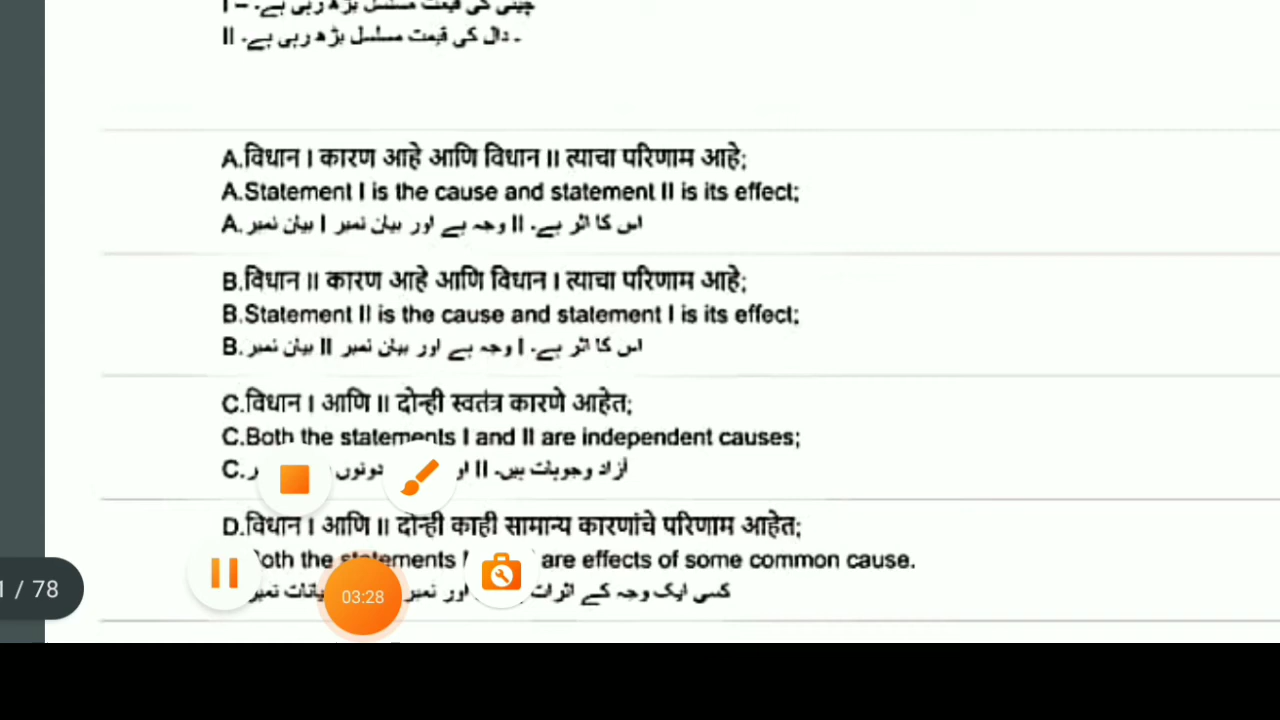 I – چینی کی قیمت مسلسل بڑھ رہی ہے۔
II ۔ دال کی قیمت مسلسل بڑھ رہی ہے۔
A.विधान I कारण आहे आणि विधान II त्याचा परिणाम आहे;
A.Statement I is the cause and statement II is its effect;
A. بیان نمبر I وجہ ہے اور بیان نمبر II اس کا اثر ہے۔
B.विधान II कारण आहे आणि विधान I त्याचा परिणाम आहे;
B.Statement II is the cause and statement I is its effect;
B. بیان نمبر II وجہ ہے اور بیان نمبر I اس کا اثر ہے۔
C.विधान I आणि II दोन्ही स्वतंत्र कारणे आहेत;
C.Both the statements I and II are independent causes;
C. دونوں II آزاد وجوہات ہیں۔
D.विधान I आणि II दोन्ही काही सामान्य कारणांचे परिणाम आहेत;
the statements are effects of some common cause.
اور کسی ایک وجہ کے اثرات
1 / 78
03:28